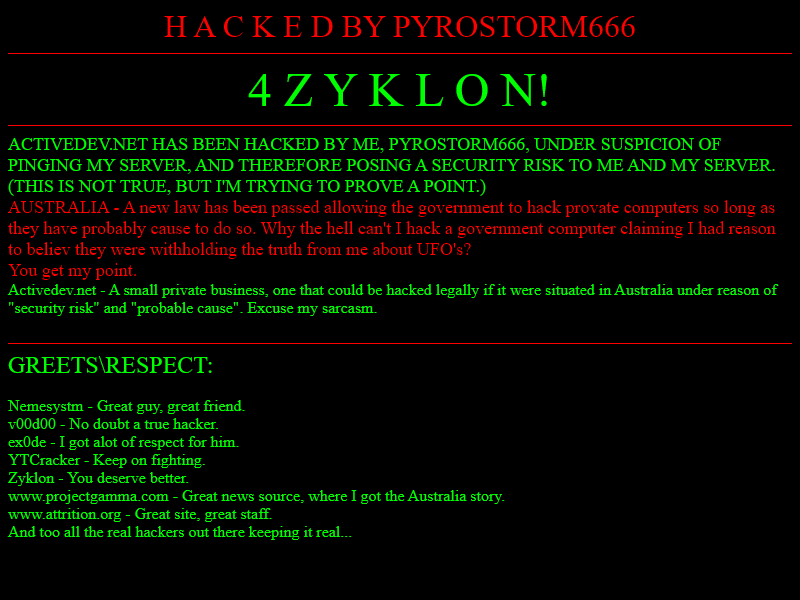 H A C K E D BY PYROSTORM666
4 Z Y K L O N!
ACTIVEDEV.NET HAS BEEN HACKED BY ME, PYROSTORM666, UNDER SUSPICION OF
PINGING MY SERVER, AND THEREFORE POSING A SECURITY RISK TO ME AND MY SERVER.
(THIS IS NOT TRUE, BUT I'M TRYING TO PROVE A POINT.)
AUSTRALIA - A new law has been passed allowing the government to hack provate computers so long as
they have probably cause to do so. Why the hell can't I hack a government computer claiming I had reason
to believ they were withholding the truth from me about UFO's?
You get my point.
Activedev.net - A small private business, one that could be hacked legally if it were situated in Australia under reason of
"security risk" and "probable cause". Excuse my sarcasm.
GREETS\RESPECT:
Nemesystm - Great guy, great friend.
v00d00 - No doubt a true hacker.
ex0de - I got alot of respect for him.
YTCracker - Keep on fighting.
Zyklon - You deserve better.
www.projectgamma.com - Great news source, where I got the Australia story.
www.attrition.org - Great site, great staff.
And too all the real hackers out there keeping it real...